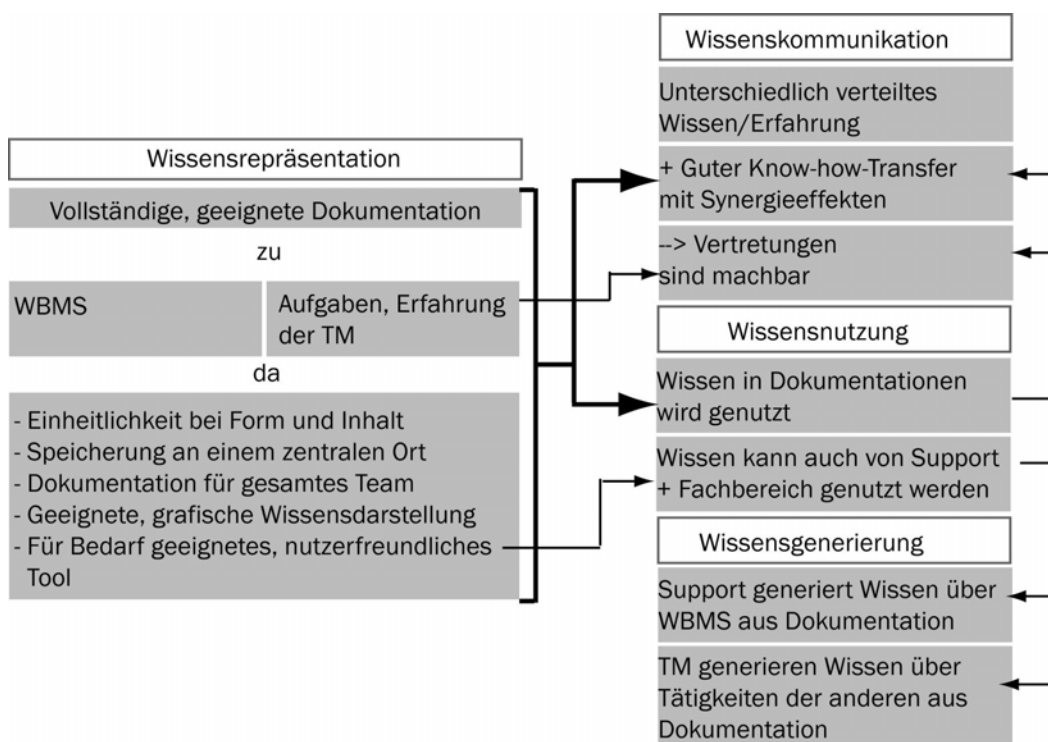 Wissensrepräsentation
Vollständige, geeignete Dokumentation
zu
WBMS
Aufgaben, Erfahrung
der TM
da
- Einheitlichkeit bei Form und Inhalt
- Speicherung an einem zentralen Ort
- Dokumentation für gesamtes Team
- Geeignete, grafische Wissensdarstellung
- Für Bedarf geeignetes, nutzerfreundliches
Tool
Wissenskommunikation
Unterschiedlich verteiltes
Wissen/Erfahrung
+ Guter Know-how-Transfer
mit Synergieeffekten
--> Vertretungen
sind machbar
Wissensnutzung
Wissen in Dokumentationen
wird genutzt
Wissen kann auch von Support
+ Fachbereich genutzt werden
Wissensgenerierung
Support generiert Wissen über
WBMS aus Dokumentation
TM generieren Wissen über
Tätigkeiten der anderen aus
Dokumentation